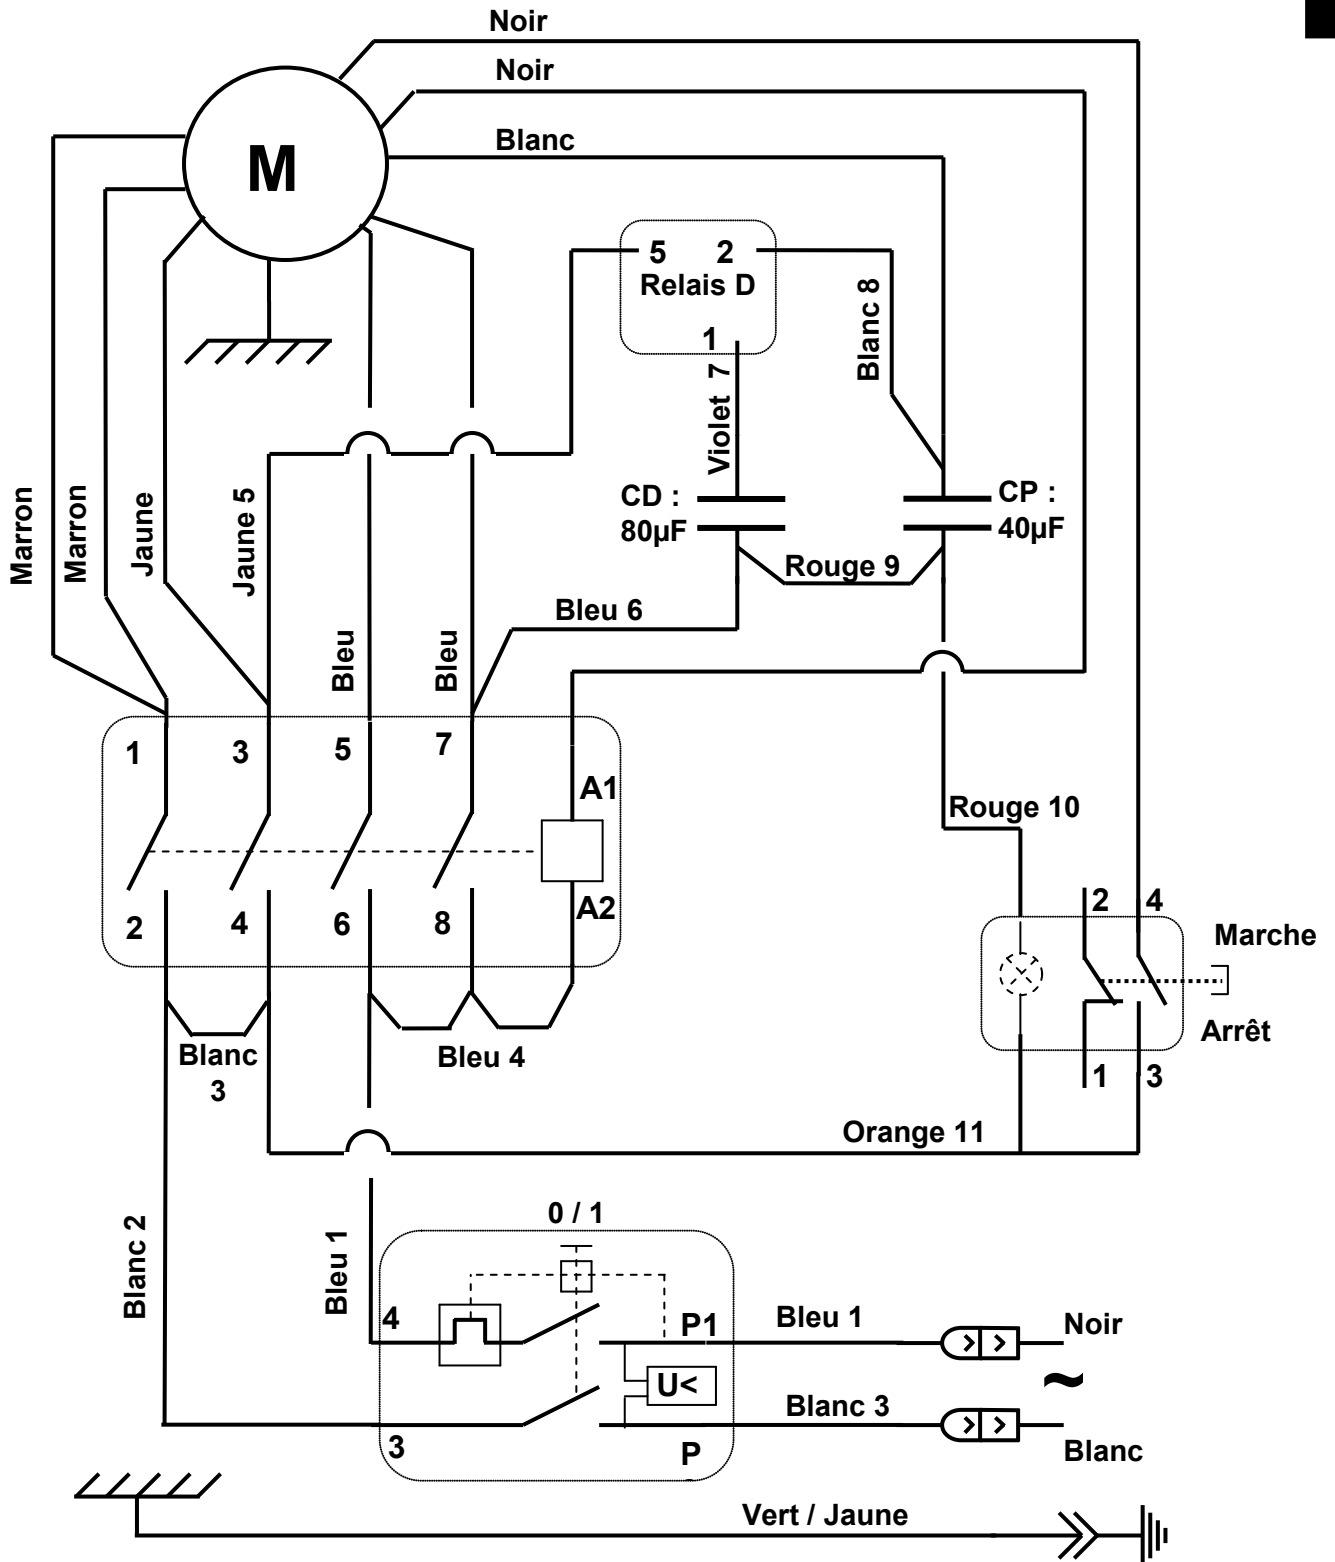 Noir
Noir
Blanc
M
5 2
Relais D
1
Violet 7
Blanc 8
CD :
80µF
CP :
40µF
Rouge 9
Bleu 6
Marron
Marron
Jaune
Jaune 5
Bleu
Bleu
1 3 5 7
A1
A2
2 4 6 8
Rouge 10
2 4
Marche
Arrêt
1 3
Blanc
3
Bleu 4
Orange 11
Blanc 2
Bleu 1
0 / 1
4
P1
Bleu 1
Noir
U<
~
Blanc 3
3
P
Blanc
Vert / Jaune